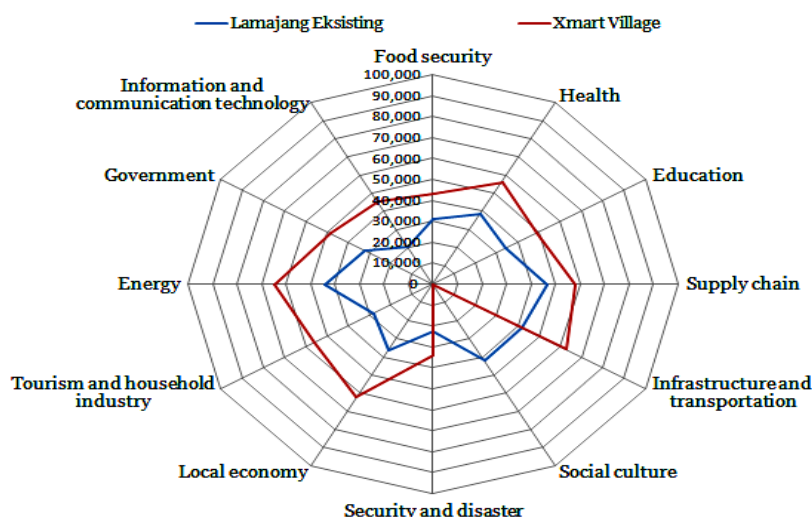 Lamajang Eksisting
Xmart Village
Food security
100,000
90,000
80,000
70,000
60,000
50,000
40,000
30,000
20,000
10,000
0
Health
Education
Supply chain
Infrastructure and
transportation
Social culture
Security and disaster
Local economy
Tourism and household
industry
Energy
Government
Information and
communication technology